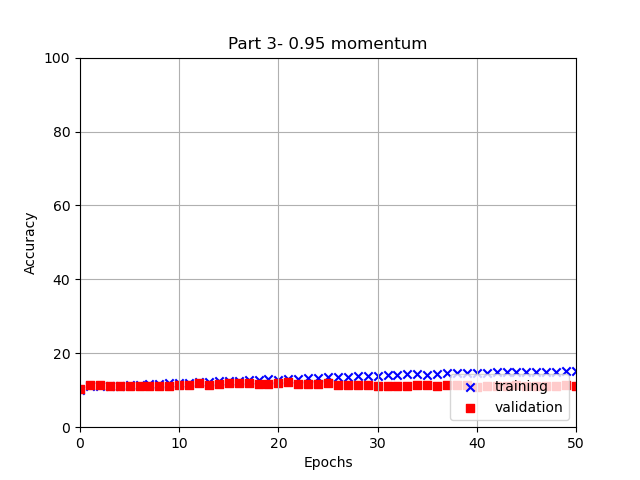 Part 3- 0.95 momentum
100
80
60
40
20
0
Accuracy
0 10 20 30 40 50
Epochs
training
validation